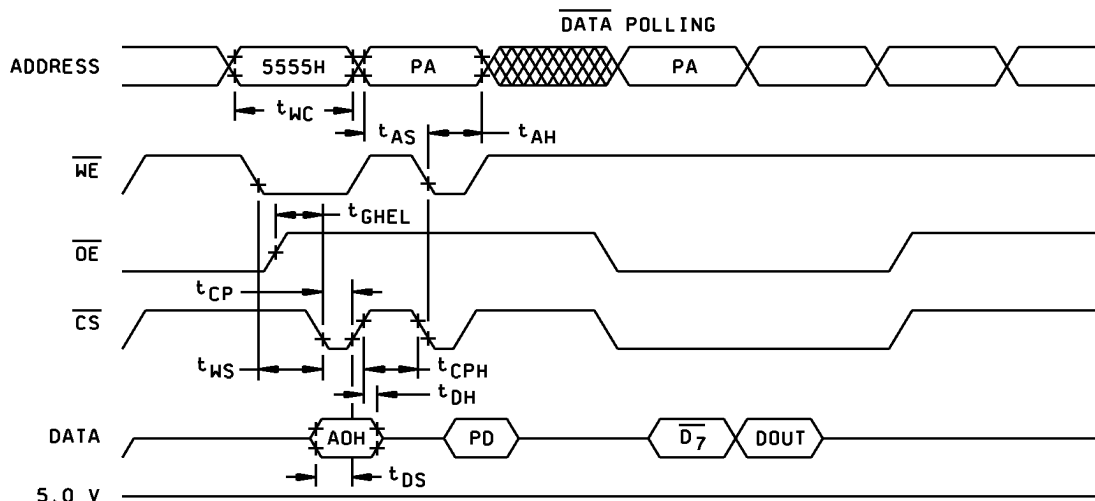 DATA POLLING
ADDRESS 5555H PA PA
tWC
tAS tAH
WE
tGHEL
OE
tCP
CS
tWS tCPH
tDH
DATA AOH PD D7 DOUT
tDS
5.0 V